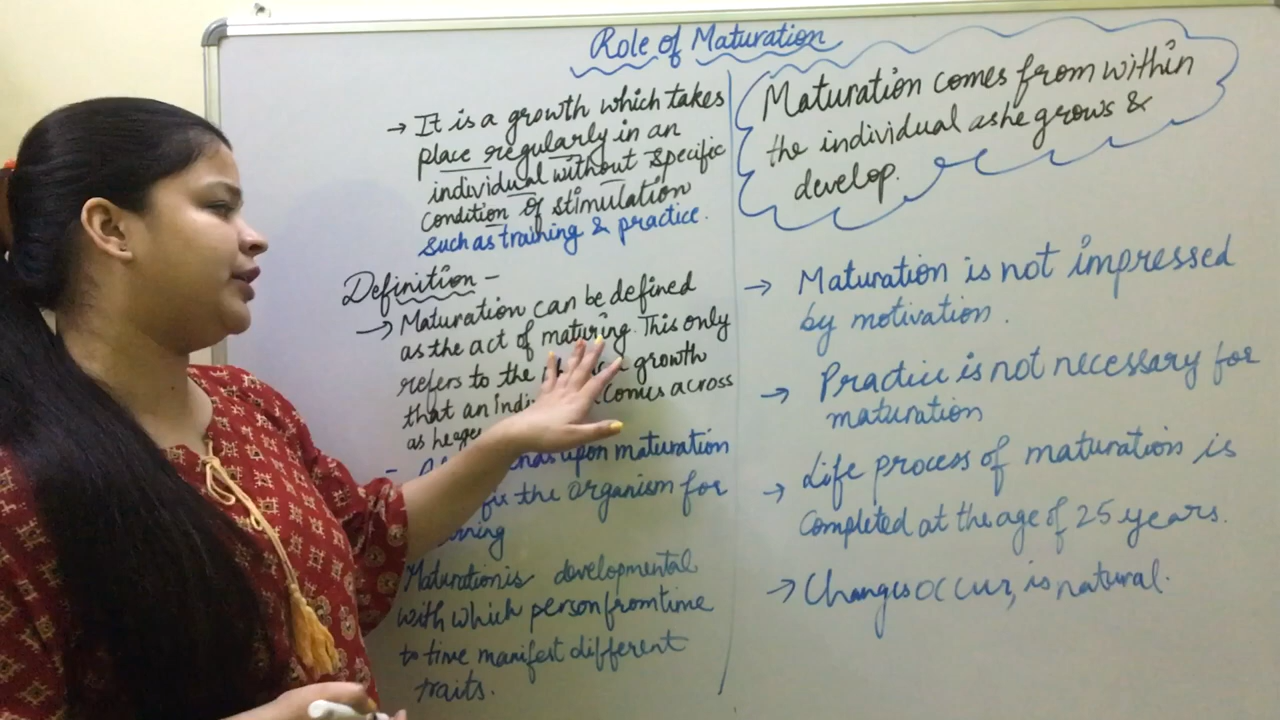 Role of Maturation
→ It is a growth which takes
place regularly in an
individual without specific
condition of stimulation
such as training & practice.
Definition -
→ Maturation can be defined
as the act of maturing. This only
refers to the growth
that an comes across
as he ages
upon maturation
the organism for
Maturation is developmental
with which person from time
to time manifest different
traits.
Maturation comes from within
the individual as he grows &
develop.
→ Maturation is not impressed
by motivation.
→ Practice is not necessary for
maturation
→ Life process of maturation is
completed at the age of 25 years.
→ Changes occur, is natural.